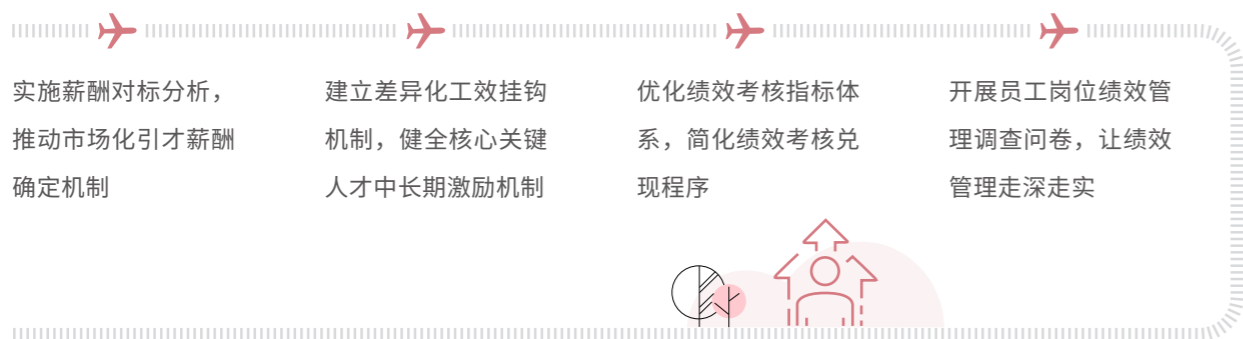 实施薪酬对标分析，
推动市场化引才薪酬
确定机制
建立差异化工效挂钩
机制，健全核心关键
人才中长期激励机制
优化绩效考核指标体
系，简化绩效考核兑
现程序
开展员工岗位绩效管
理调查问卷，让绩效
管理走深走实